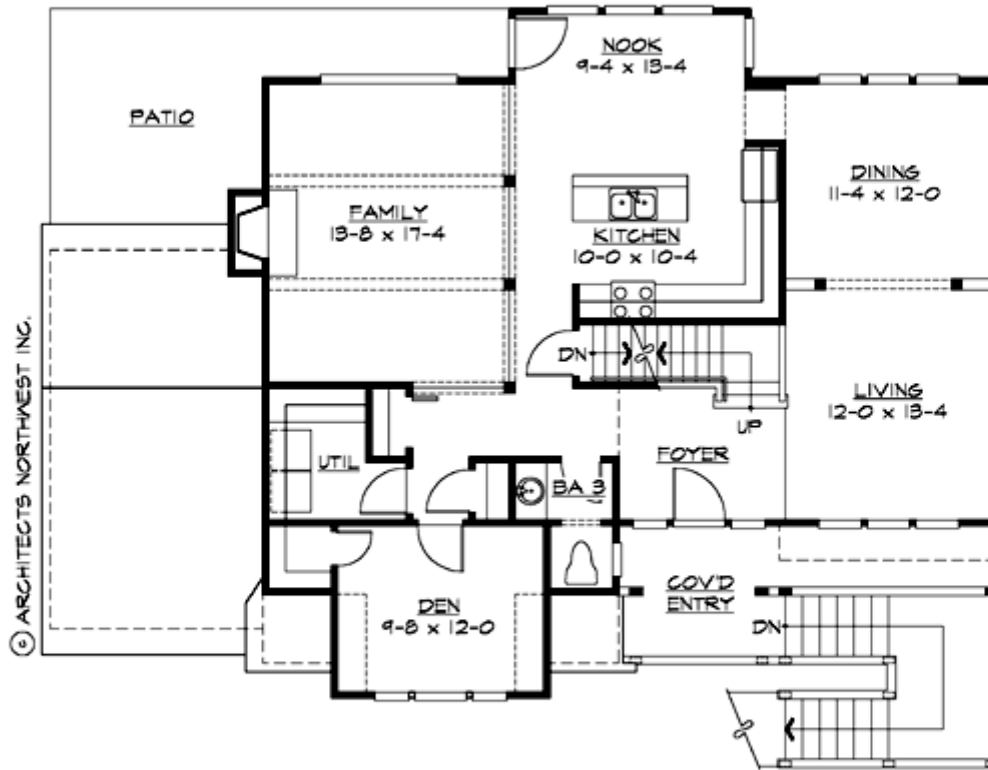 NOOK
9-4 x 13-4
PATIO
DINING
11-4 x 12-0
FAMILY
13-8 x 17-4
KITCHEN
10-0 x 10-4
DN
LIVING
12-0 x 13-4
UP
FOYER
UTIL
BA 3
COV'D
ENTRY
DEN
9-8 x 12-0
DN
© ARCHITECTS NORTHWEST INC.